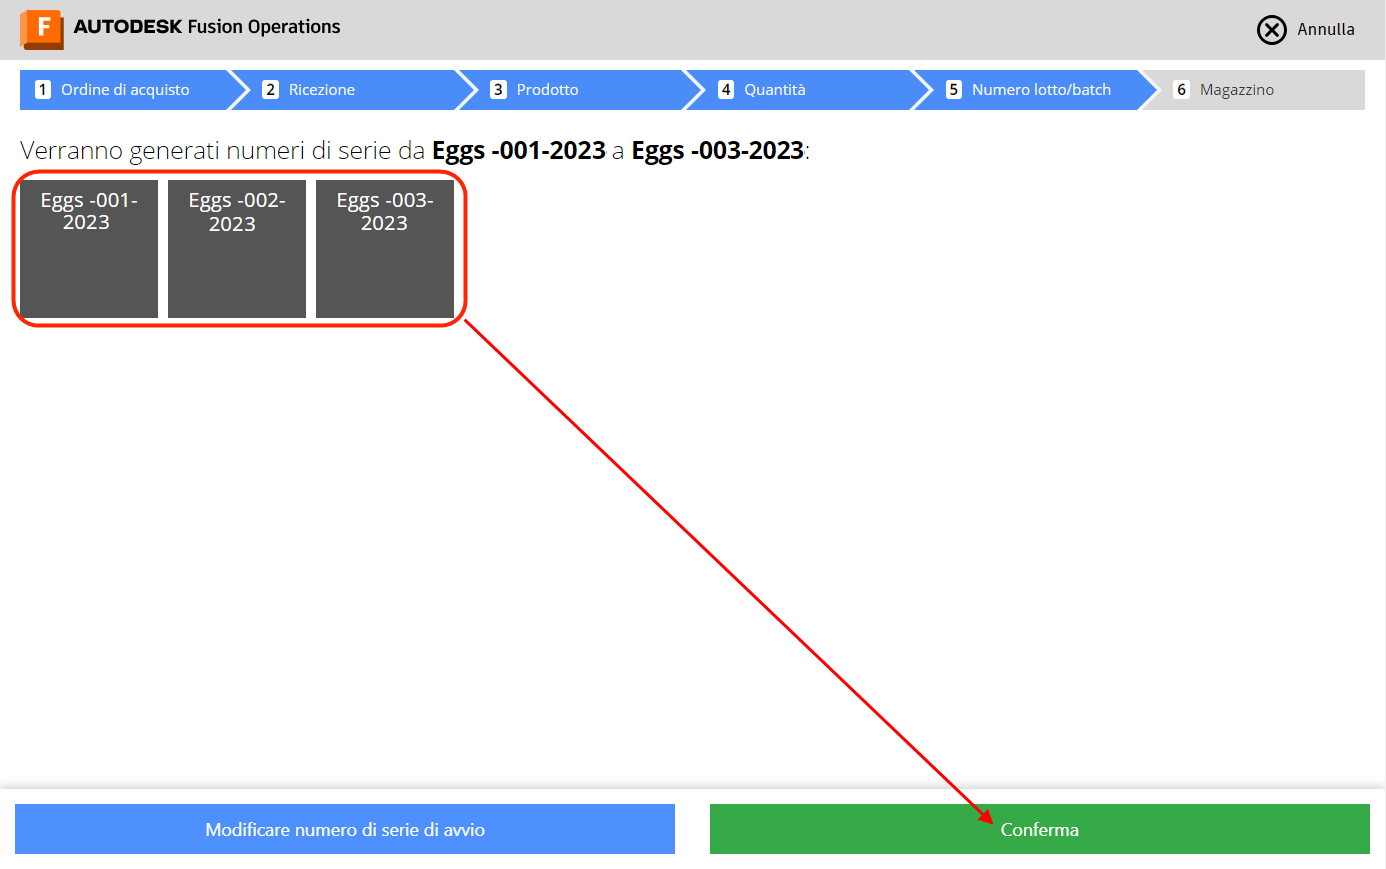 F AUTODESK Fusion Operations
Annulla
1 Ordine di acquisto
2 Ricezione
3 Prodotto
4 Quantità
5 Numero lotto/batch
6 Magazzino
Verranno generati numeri di serie da Eggs -001-2023 a Eggs -003-2023:
Eggs -001-
2023
Eggs -002-
2023
Eggs -003-
2023
Modificare numero di serie di avvio
Conferma